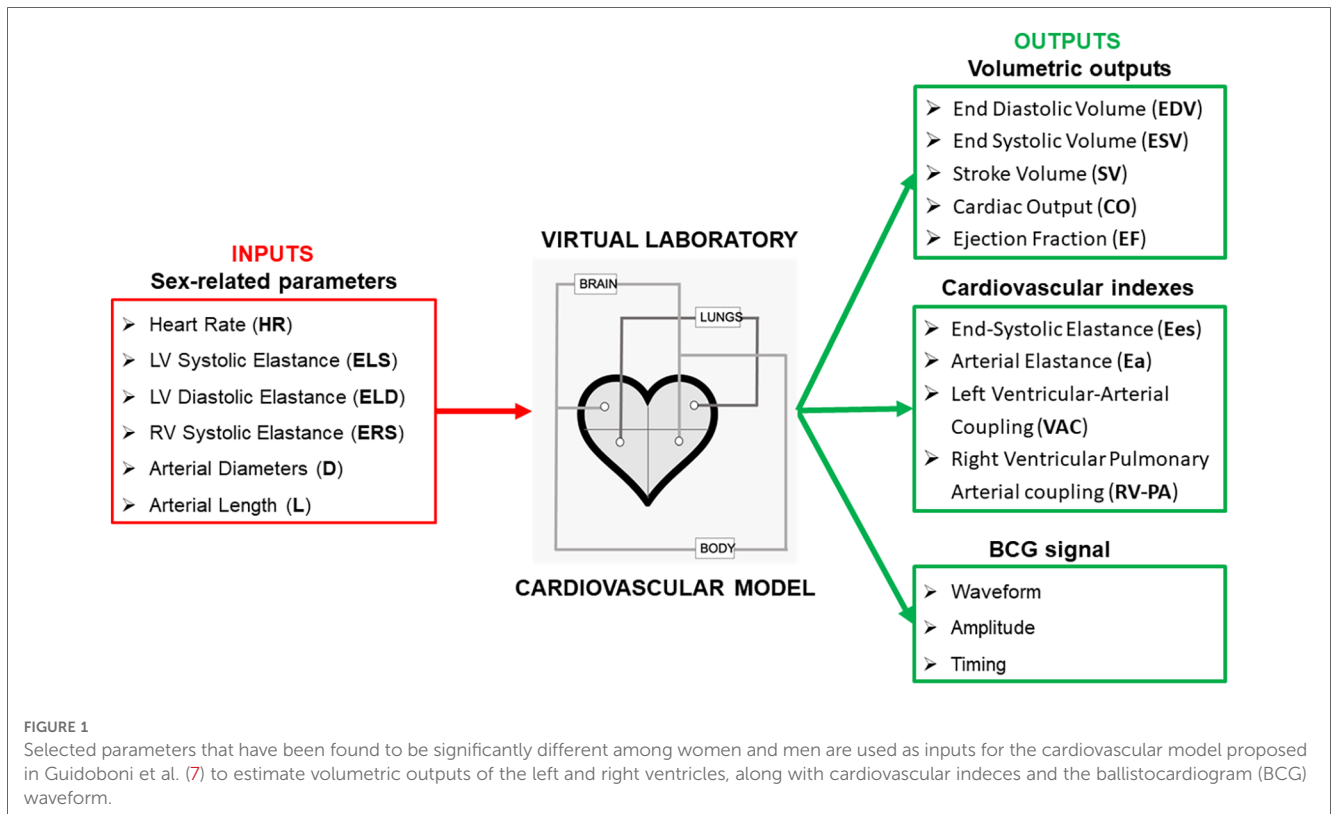 INPUTS
Sex-related parameters
➢ Heart Rate (HR)
➢ LV Systolic Elastance (ELS)
➢ LV Diastolic Elastance (ELD)
➢ RV Systolic Elastance (ERS)
➢ Arterial Diameters (D)
➢ Arterial Length (L)
VIRTUAL LABORATORY
BRAIN
LUNGS
BODY
CARDIOVASCULAR MODEL
OUTPUTS
Volumetric outputs
➢ End Diastolic Volume (EDV)
➢ End Systolic Volume (ESV)
➢ Stroke Volume (SV)
➢ Cardiac Output (CO)
➢ Ejection Fraction (EF)
Cardiovascular indexes
➢ End-Systolic Elastance (Ees)
➢ Arterial Elastance (Ea)
➢ Left Ventricular-Arterial
Coupling (VAC)
➢ Right Ventricular Pulmonary
Arterial coupling (RV-PA)
BCG signal
➢ Waveform
➢ Amplitude
➢ Timing
FIGURE 1
Selected parameters that have been found to be significantly different among women and men are used as inputs for the cardiovascular model proposed
in Guidoboni et al. (7) to estimate volumetric outputs of the left and right ventricles, along with cardiovascular indeces and the ballistocardiogram (BCG)
waveform.